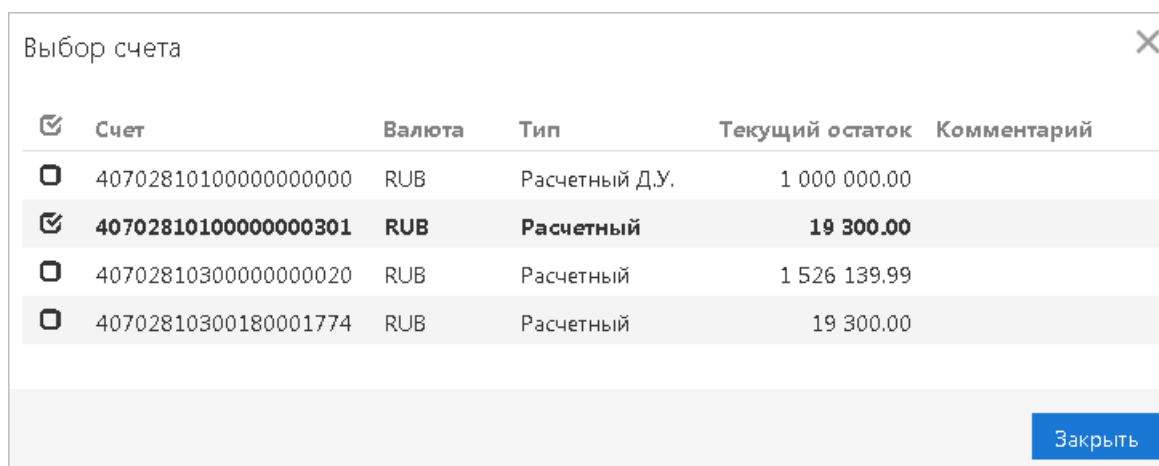 Выбор счета
Счет Валюта Тип Текущий остаток Комментарий
40702810100000000000 RUB Расчетный Д.У. 1 000 000.00
40702810100000000301 RUB Расчетный 19 300.00
40702810300000000020 RUB Расчетный 1 526 139.99
40702810300180001774 RUB Расчетный 19 300.00
Закрыть